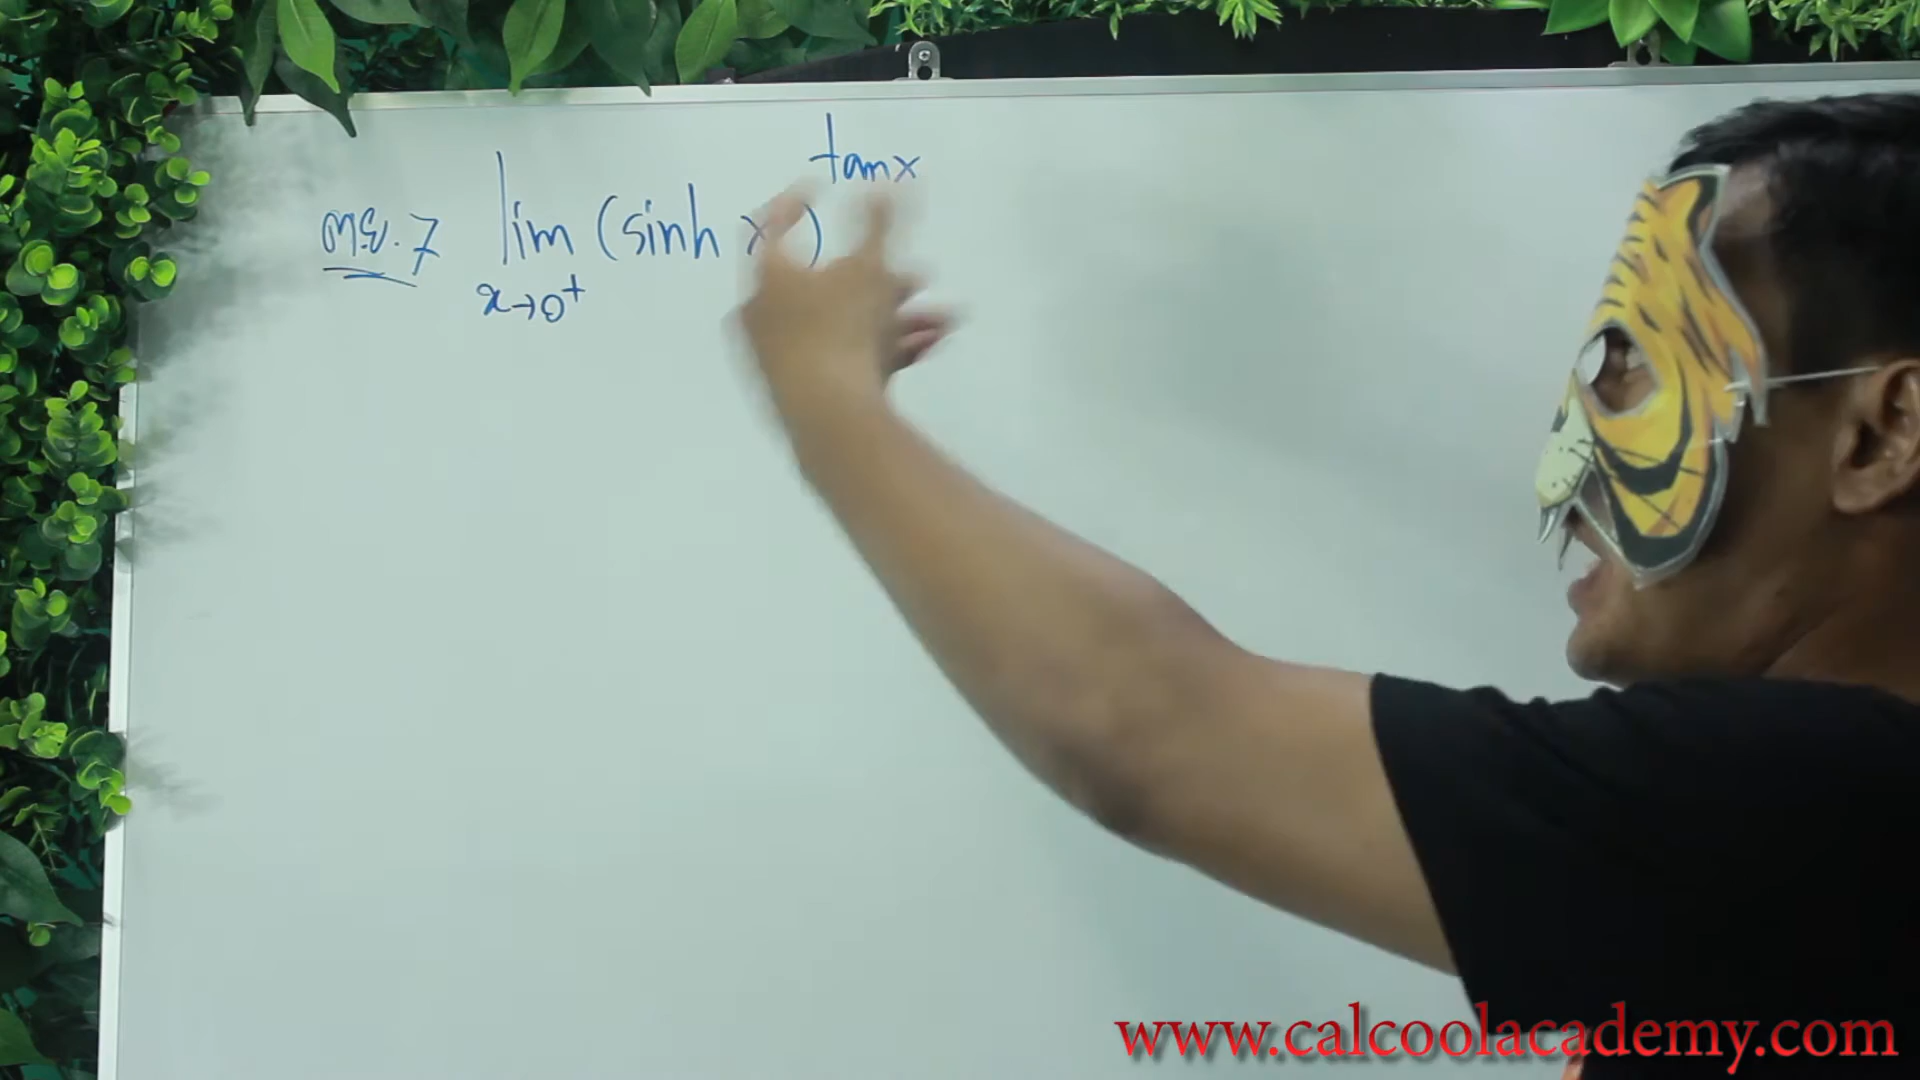 ตย. 7 lim (sinh x )^tanx
x→0⁺
www.calcoolacademy.com